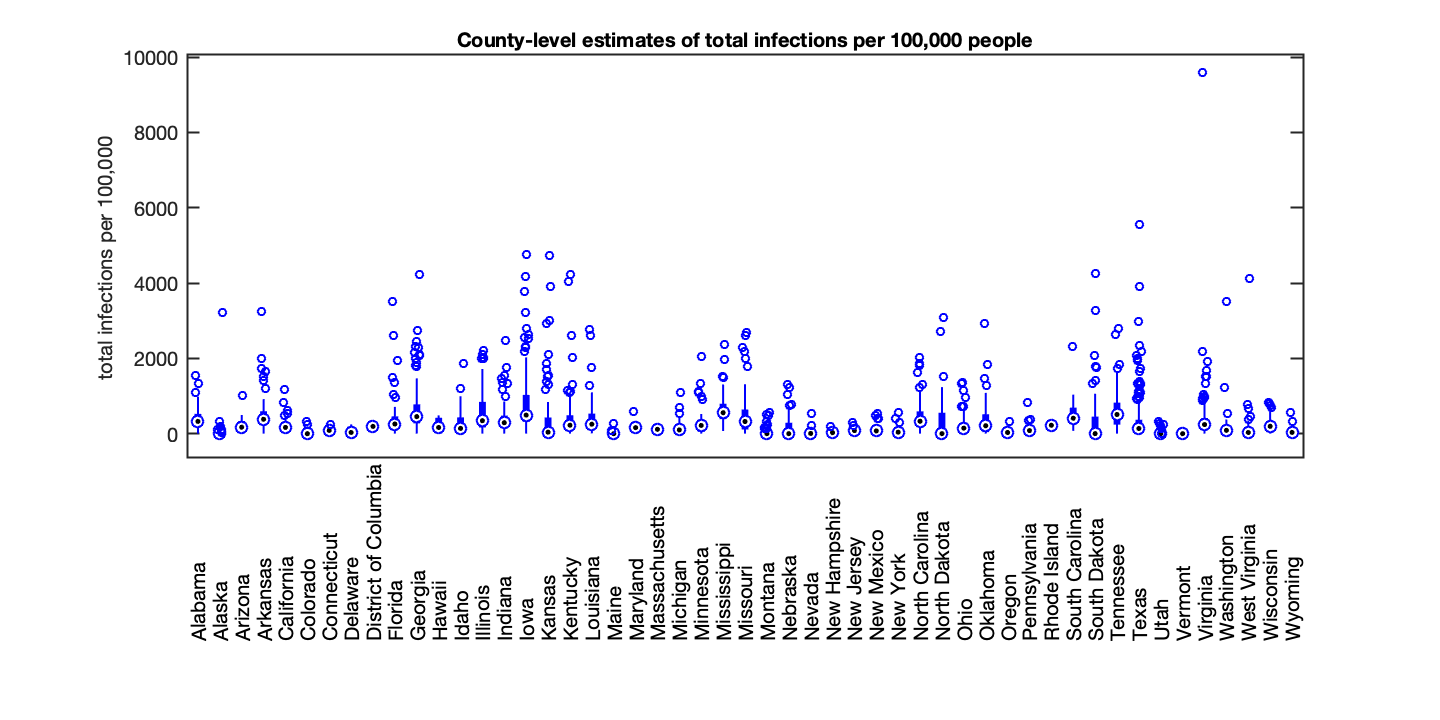 County-level estimates of total infections per 100,000 people
total infections per 100,000
10000
8000
6000
4000
2000
0
Alabama
Alaska
Arizona
Arkansas
California
Colorado
Connecticut
Delaware
District of Columbia
Florida
Georgia
Hawaii
Idaho
Illinois
Indiana
Iowa
Kansas
Kentucky
Louisiana
Maine
Maryland
Massachusetts
Michigan
Minnesota
Mississippi
Missouri
Montana
Nebraska
Nevada
New Hampshire
New Jersey
New Mexico
New York
North Carolina
North Dakota
Ohio
Oklahoma
Oregon
Pennsylvania
Rhode Island
South Carolina
South Dakota
Tennessee
Texas
Utah
Vermont
Virginia
Washington
West Virginia
Wisconsin
Wyoming